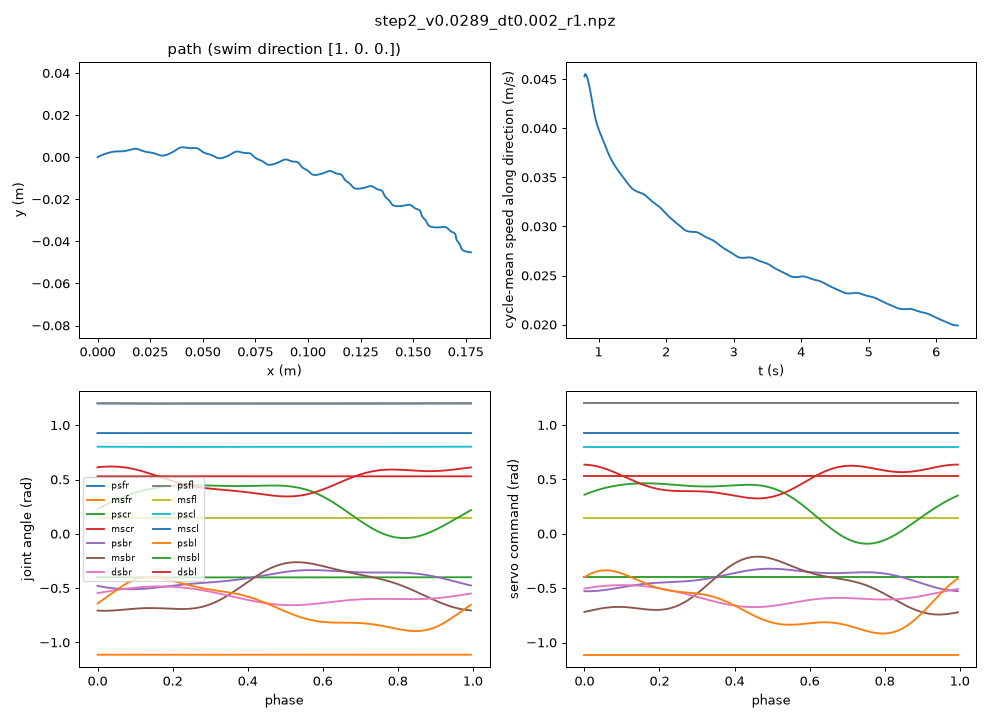 step2_v0.0289_dt0.002_r1.npz
path (swim direction [1. 0. 0.])
0.04
0.02
0.00
−0.02
−0.04
−0.06
−0.08
y (m)
0.000 0.025 0.050 0.075 0.100 0.125 0.150 0.175
x (m)
0.045
0.040
0.035
0.030
0.025
0.020
cycle-mean speed along direction (m/s)
1 2 3 4 5 6
t (s)
1.0
0.5
0.0
−0.5
−1.0
joint angle (rad)
psfr psfl
msfr msfl
pscr pscl
mscr mscl
psbr psbl
msbr msbl
dsbr dsbl
0.0 0.2 0.4 0.6 0.8 1.0
phase
1.0
0.5
0.0
−0.5
−1.0
servo command (rad)
0.0 0.2 0.4 0.6 0.8 1.0
phase